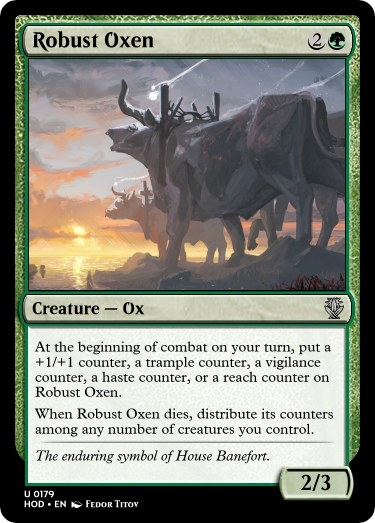 Robust Oxen 2
Creature — Ox
At the beginning of combat on your turn, put a
+1/+1 counter, a trample counter, a vigilance
counter, a haste counter, or a reach counter on
Robust Oxen.
When Robust Oxen dies, distribute its counters
among any number of creatures you control.
The enduring symbol of House Banefort.
2/3
U 0179
HOD • EN Fedor Titov